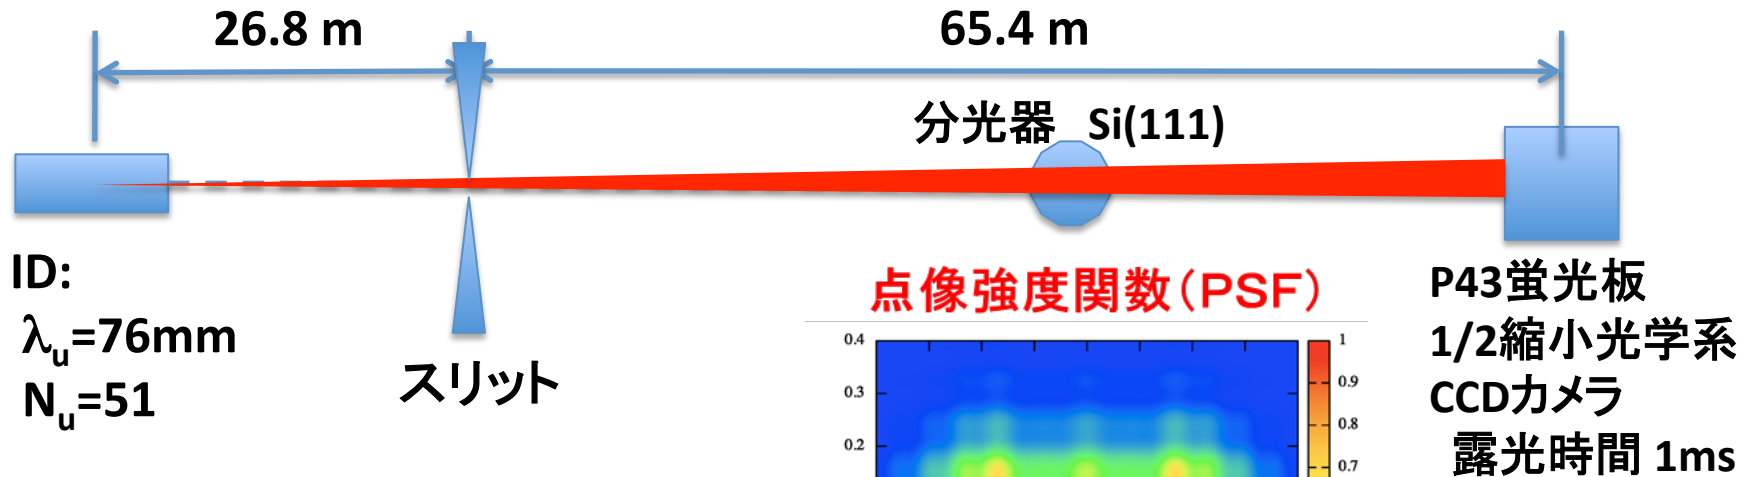 26.8 m
65.4 m
分光器 Si(111)
ID:
λu=76mm
Nu=51
スリット
点像強度関数(PSF)
P43蛍光板
1/2縮小光学系
CCDカメラ
露光時間 1ms
0.4
0.3
0.2
1
0.9
0.8
0.7